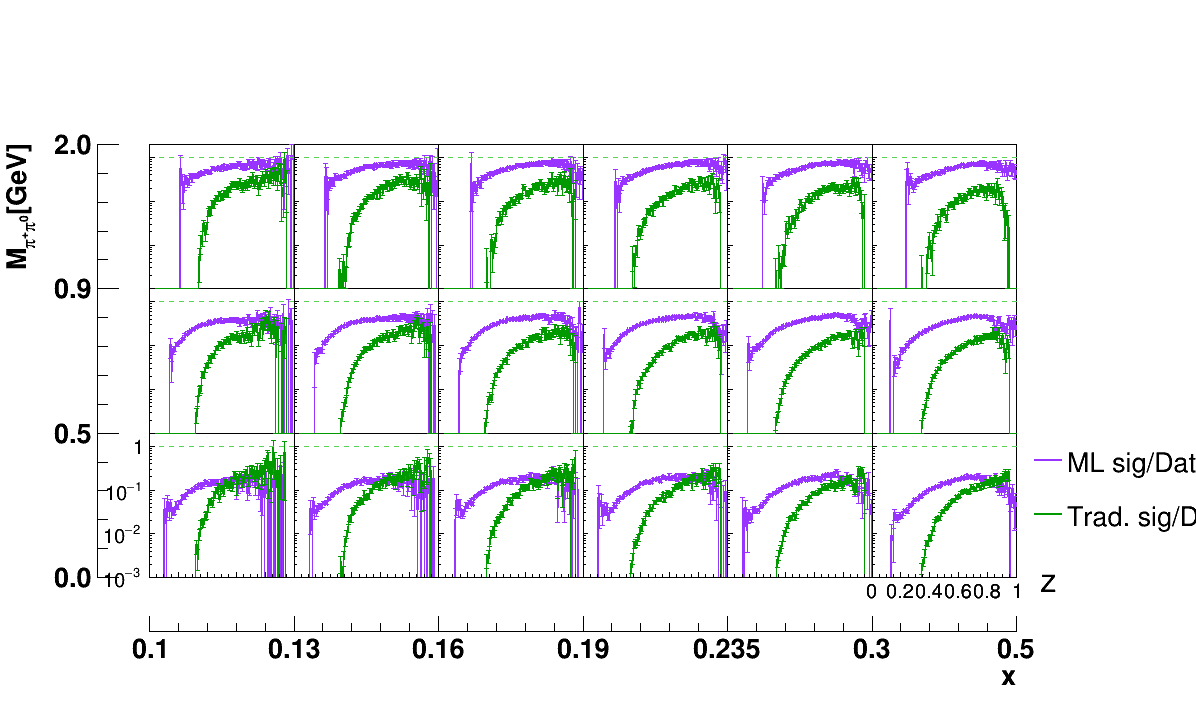 2.0
M_{π⁺π⁰}[GeV]
0.9
0.5
1
10⁻¹
10⁻²
10⁻³
0.0
ML sig/Dat
Trad. sig/D
0 0.20.40.60.8 1 z
0.1 0.13 0.16 0.19 0.235 0.3 0.5
x